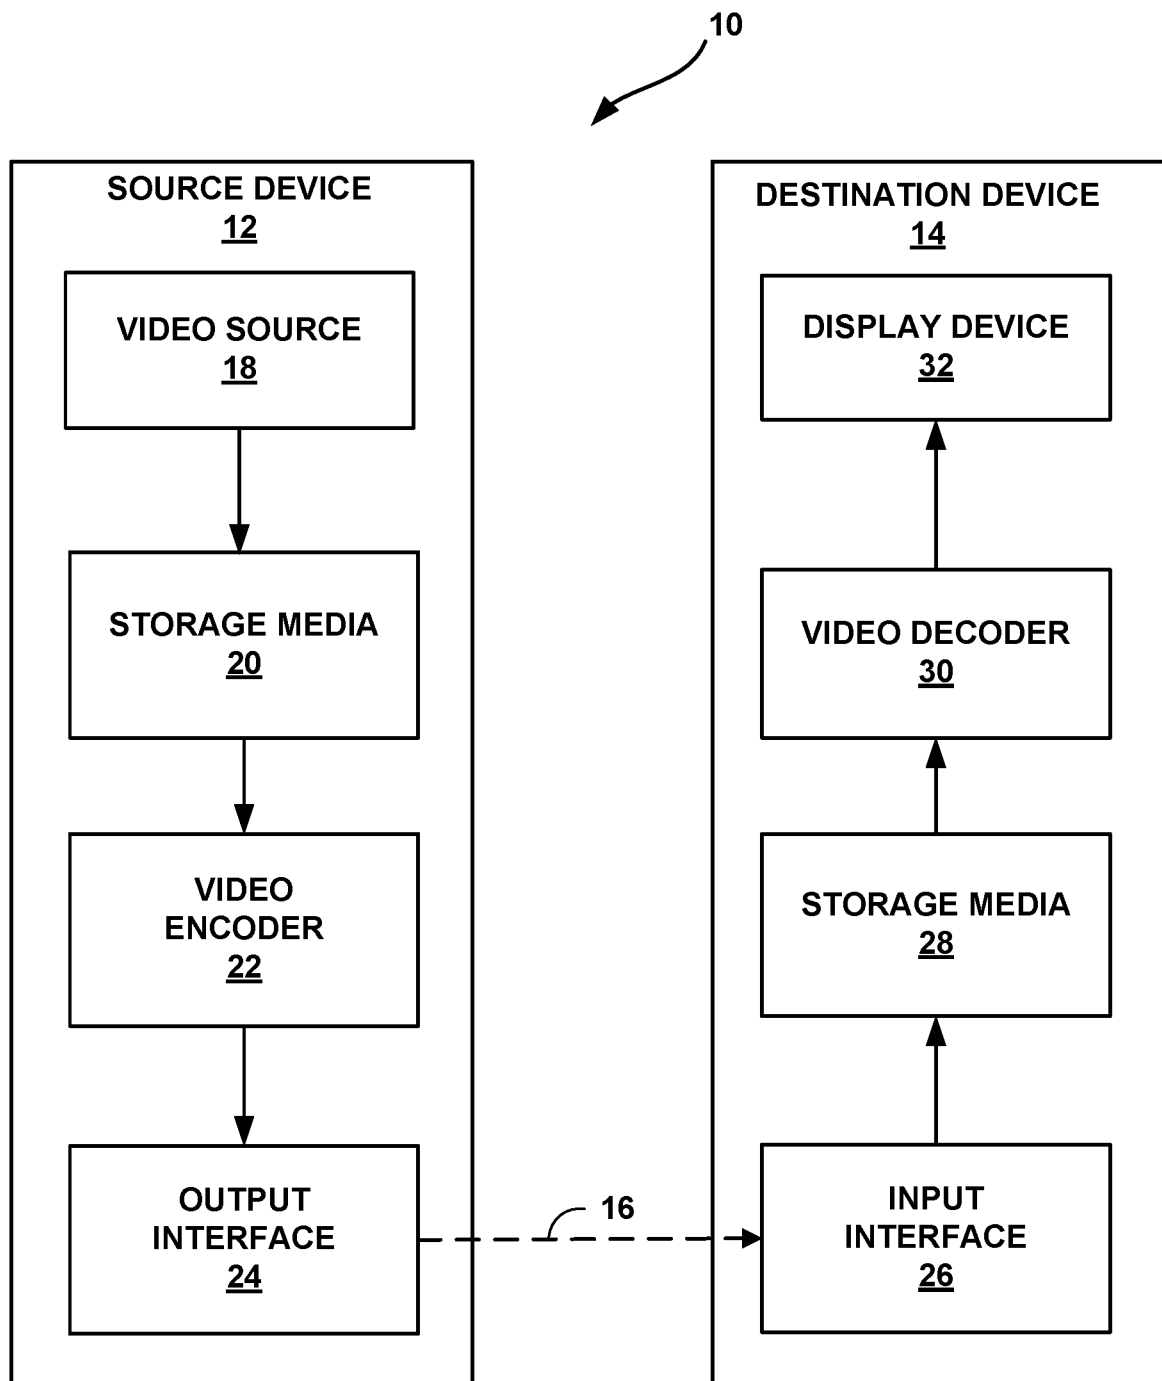 10
SOURCE DEVICE
12
VIDEO SOURCE
18
STORAGE MEDIA
20
VIDEO
ENCODER
22
OUTPUT
INTERFACE
24
16
DESTINATION DEVICE
14
DISPLAY DEVICE
32
VIDEO DECODER
30
STORAGE MEDIA
28
INPUT
INTERFACE
26